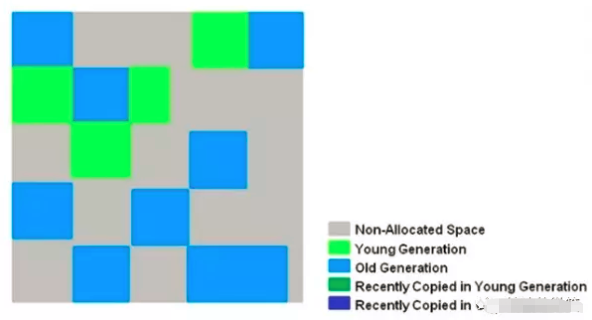 Non-Allocated Space
Young Generation
Old Generation
Recently Copied in Young Generation
Recently Copied in